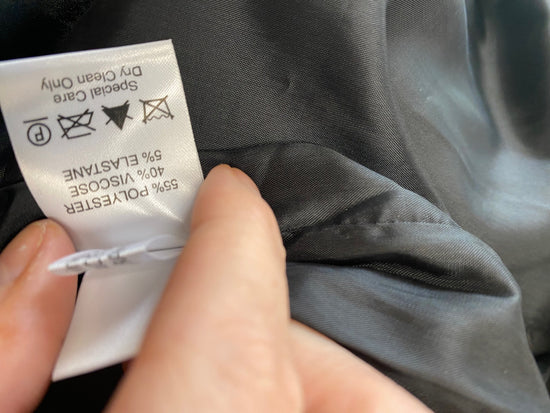 55% POLYESTER
40% VISCOSE
5% ELASTANE
P
Special Care
Dry Clean Only